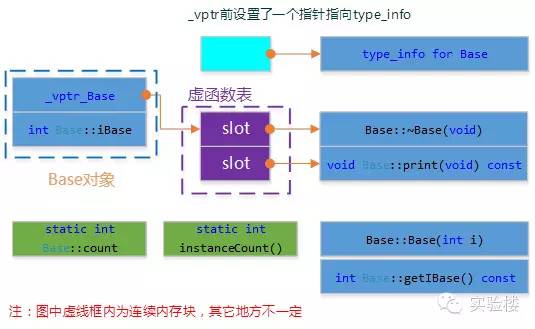 _vptr前设置了一个指针指向type_info
type_info for Base
_vptr_Base
虚函数表
int Base::iBase
slot
Base::~Base(void)
slot
void Base::print(void) const
Base对象
static int
Base::count
static int
instanceCount()
Base::Base(int i)
int Base::getIBase() const
注：图中虚线框内为连续内存块，其它地方不一定
实验楼